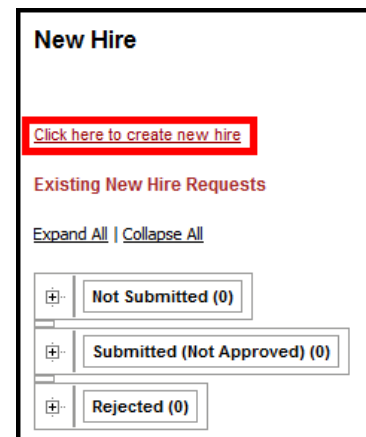 New Hire
Click here to create new hire
Existing New Hire Requests
Expand All | Collapse All
Not Submitted (0)
Submitted (Not Approved) (0)
Rejected (0)